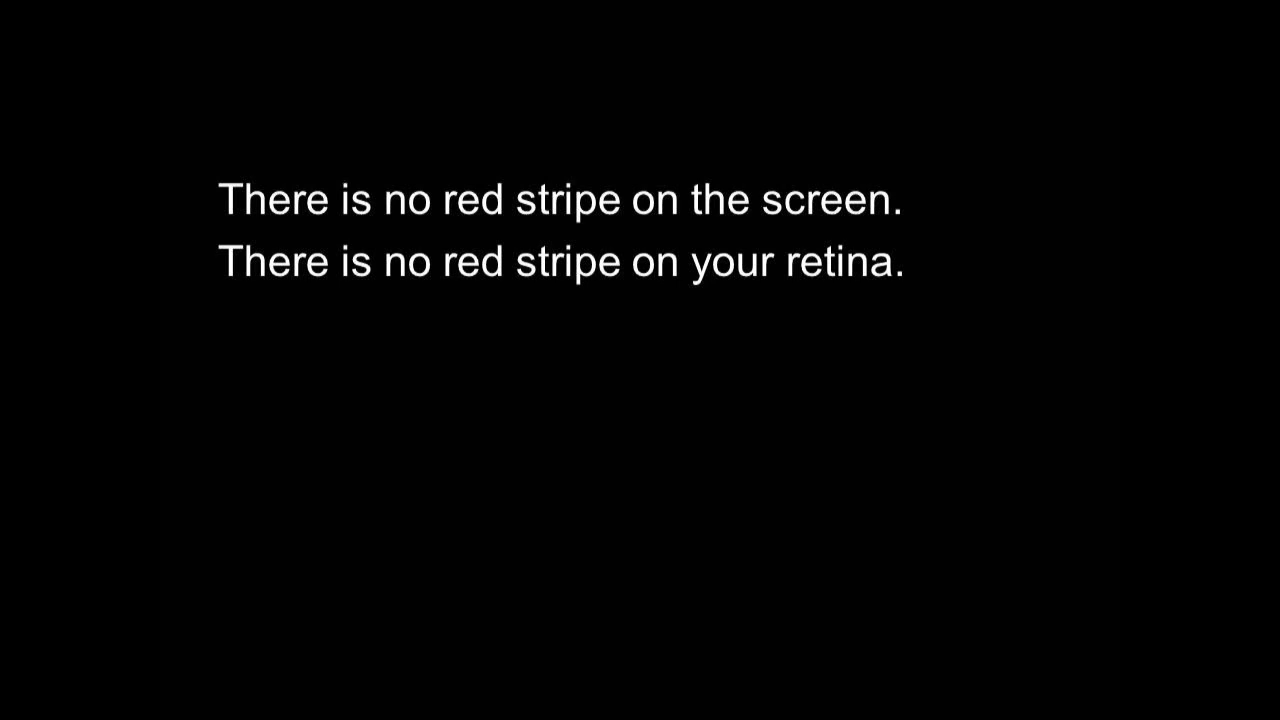 There is no red stripe on the screen.
There is no red stripe on your retina.